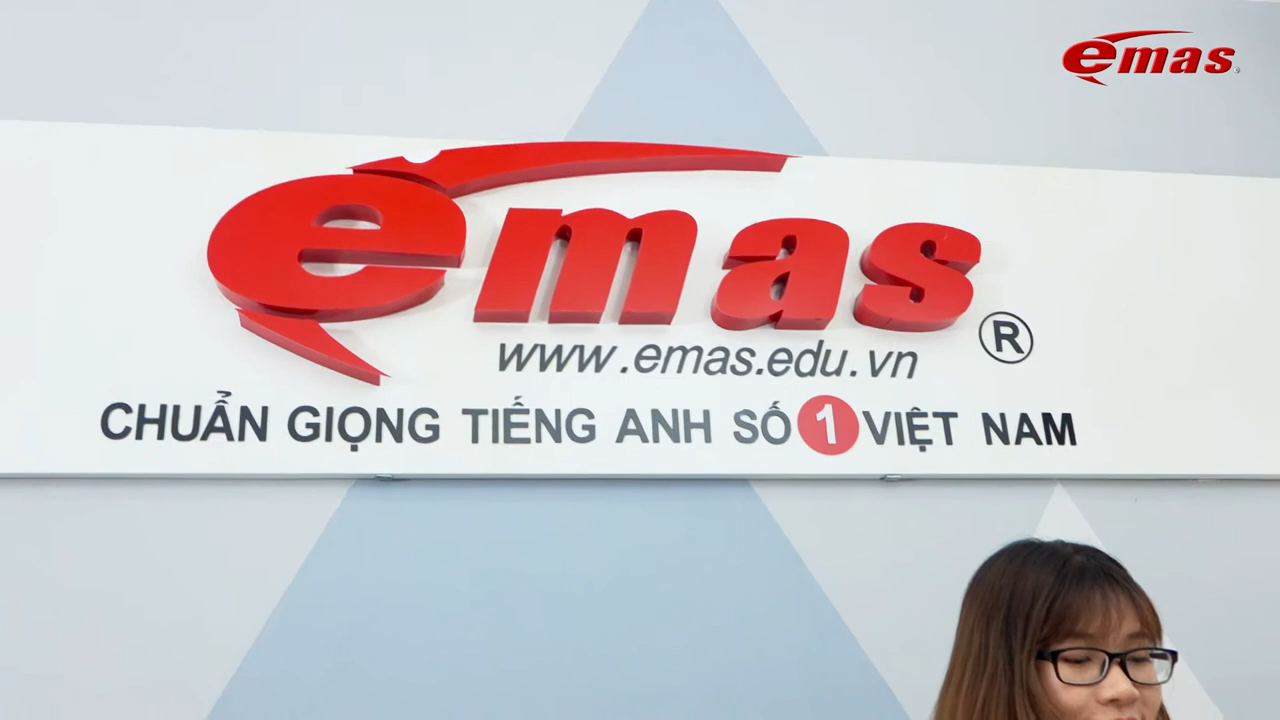 emas
emas
®
www.emas.edu.vn
CHUẨN GIỌNG TIẾNG ANH SỐ 1 VIỆT NAM